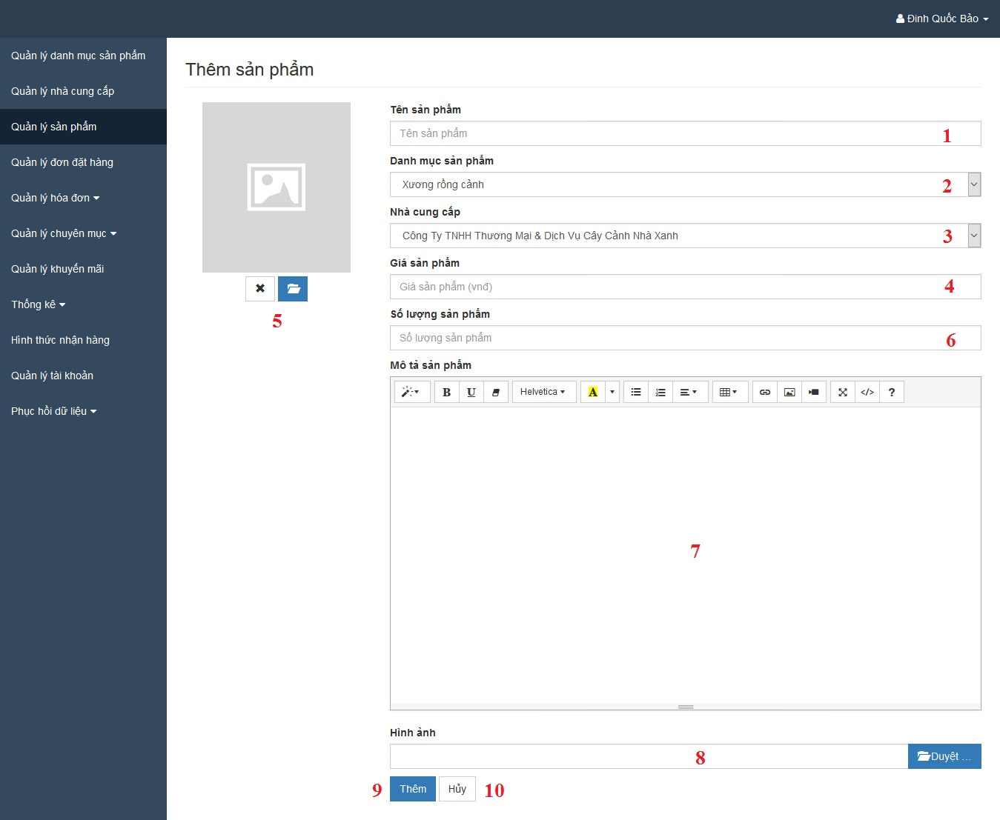 Đinh Quốc Bảo
Quản lý danh mục sản phẩm
Quản lý nhà cung cấp
Quản lý sản phẩm
Quản lý đơn đặt hàng
Quản lý hóa đơn
Quản lý chuyên mục
Quản lý khuyến mãi
Thống kê
Hình thức nhận hàng
Quản lý tài khoản
Phục hồi dữ liệu
Thêm sản phẩm
5
Tên sản phẩm
Tên sản phẩm 1
Danh mục sản phẩm
Xương rồng cảnh 2
Nhà cung cấp
Công Ty TNHH Thương Mại & Dịch Vụ Cây Cảnh Nhà Xanh 3
Giá sản phẩm
Giá sản phẩm (vnđ) 4
Số lượng sản phẩm
Số lượng sản phẩm 6
Mô tả sản phẩm
B U Helvetica A </> ?
7
Hình ảnh
8 Duyệt ...
9 Thêm Hủy 10